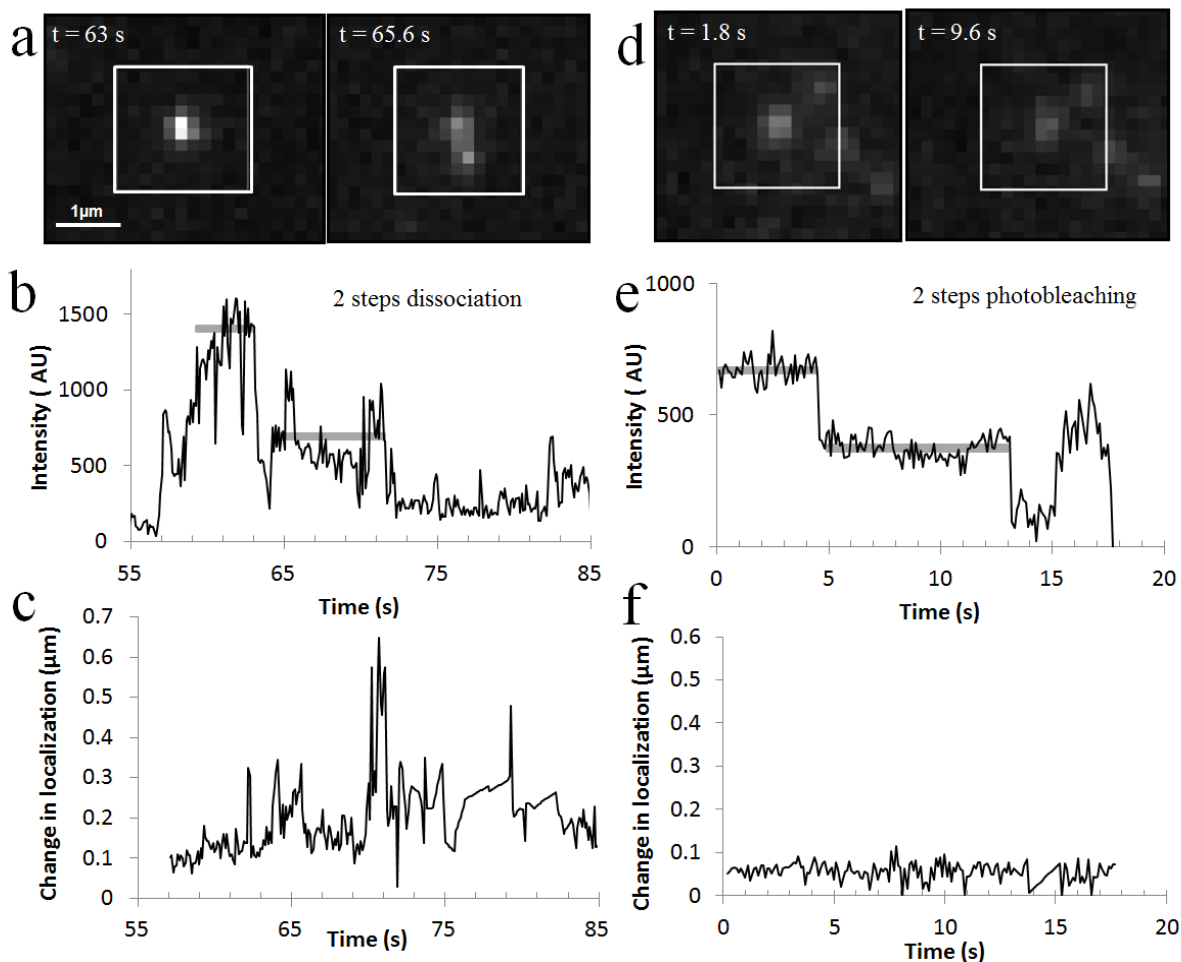 a
t = 63 s
t = 65.6 s
1μm
d
t = 1.8 s
t = 9.6 s
b
2 steps dissociation
Intensity ( AU)
1500
1000
500
0
55
65
75
85
Time (s)
e
2 steps photobleaching
Intensity (AU)
1000
500
0
0
5
10
15
20
Time (s)
c
Change in localization (μm)
0.7
0.6
0.5
0.4
0.3
0.2
0.1
0
55
65
75
85
Time (s)
f
Change in localization (μm)
0.6
0.5
0.4
0.3
0.2
0.1
0
0
5
10
15
20
Time (s)